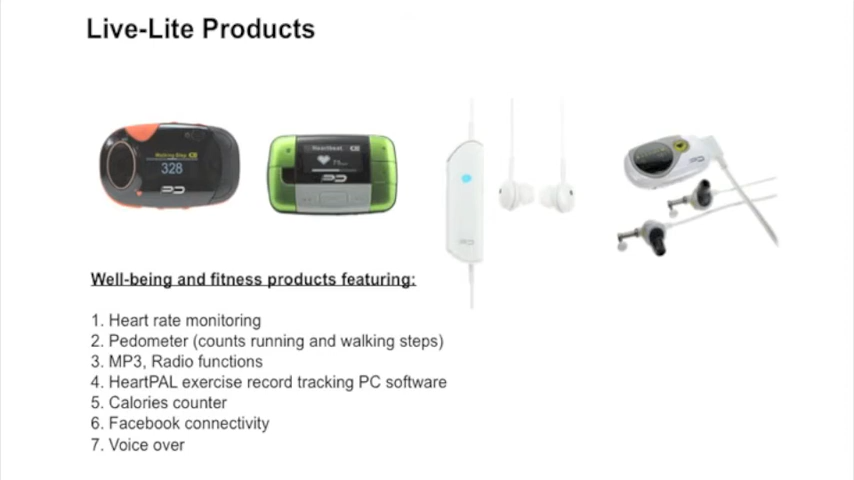 Live-Lite Products
328
Heartbeat
Well-being and fitness products featuring:
1. Heart rate monitoring
2. Pedometer (counts running and walking steps)
3. MP3, Radio functions
4. HeartPAL exercise record tracking PC software
5. Calories counter
6. Facebook connectivity
7. Voice over